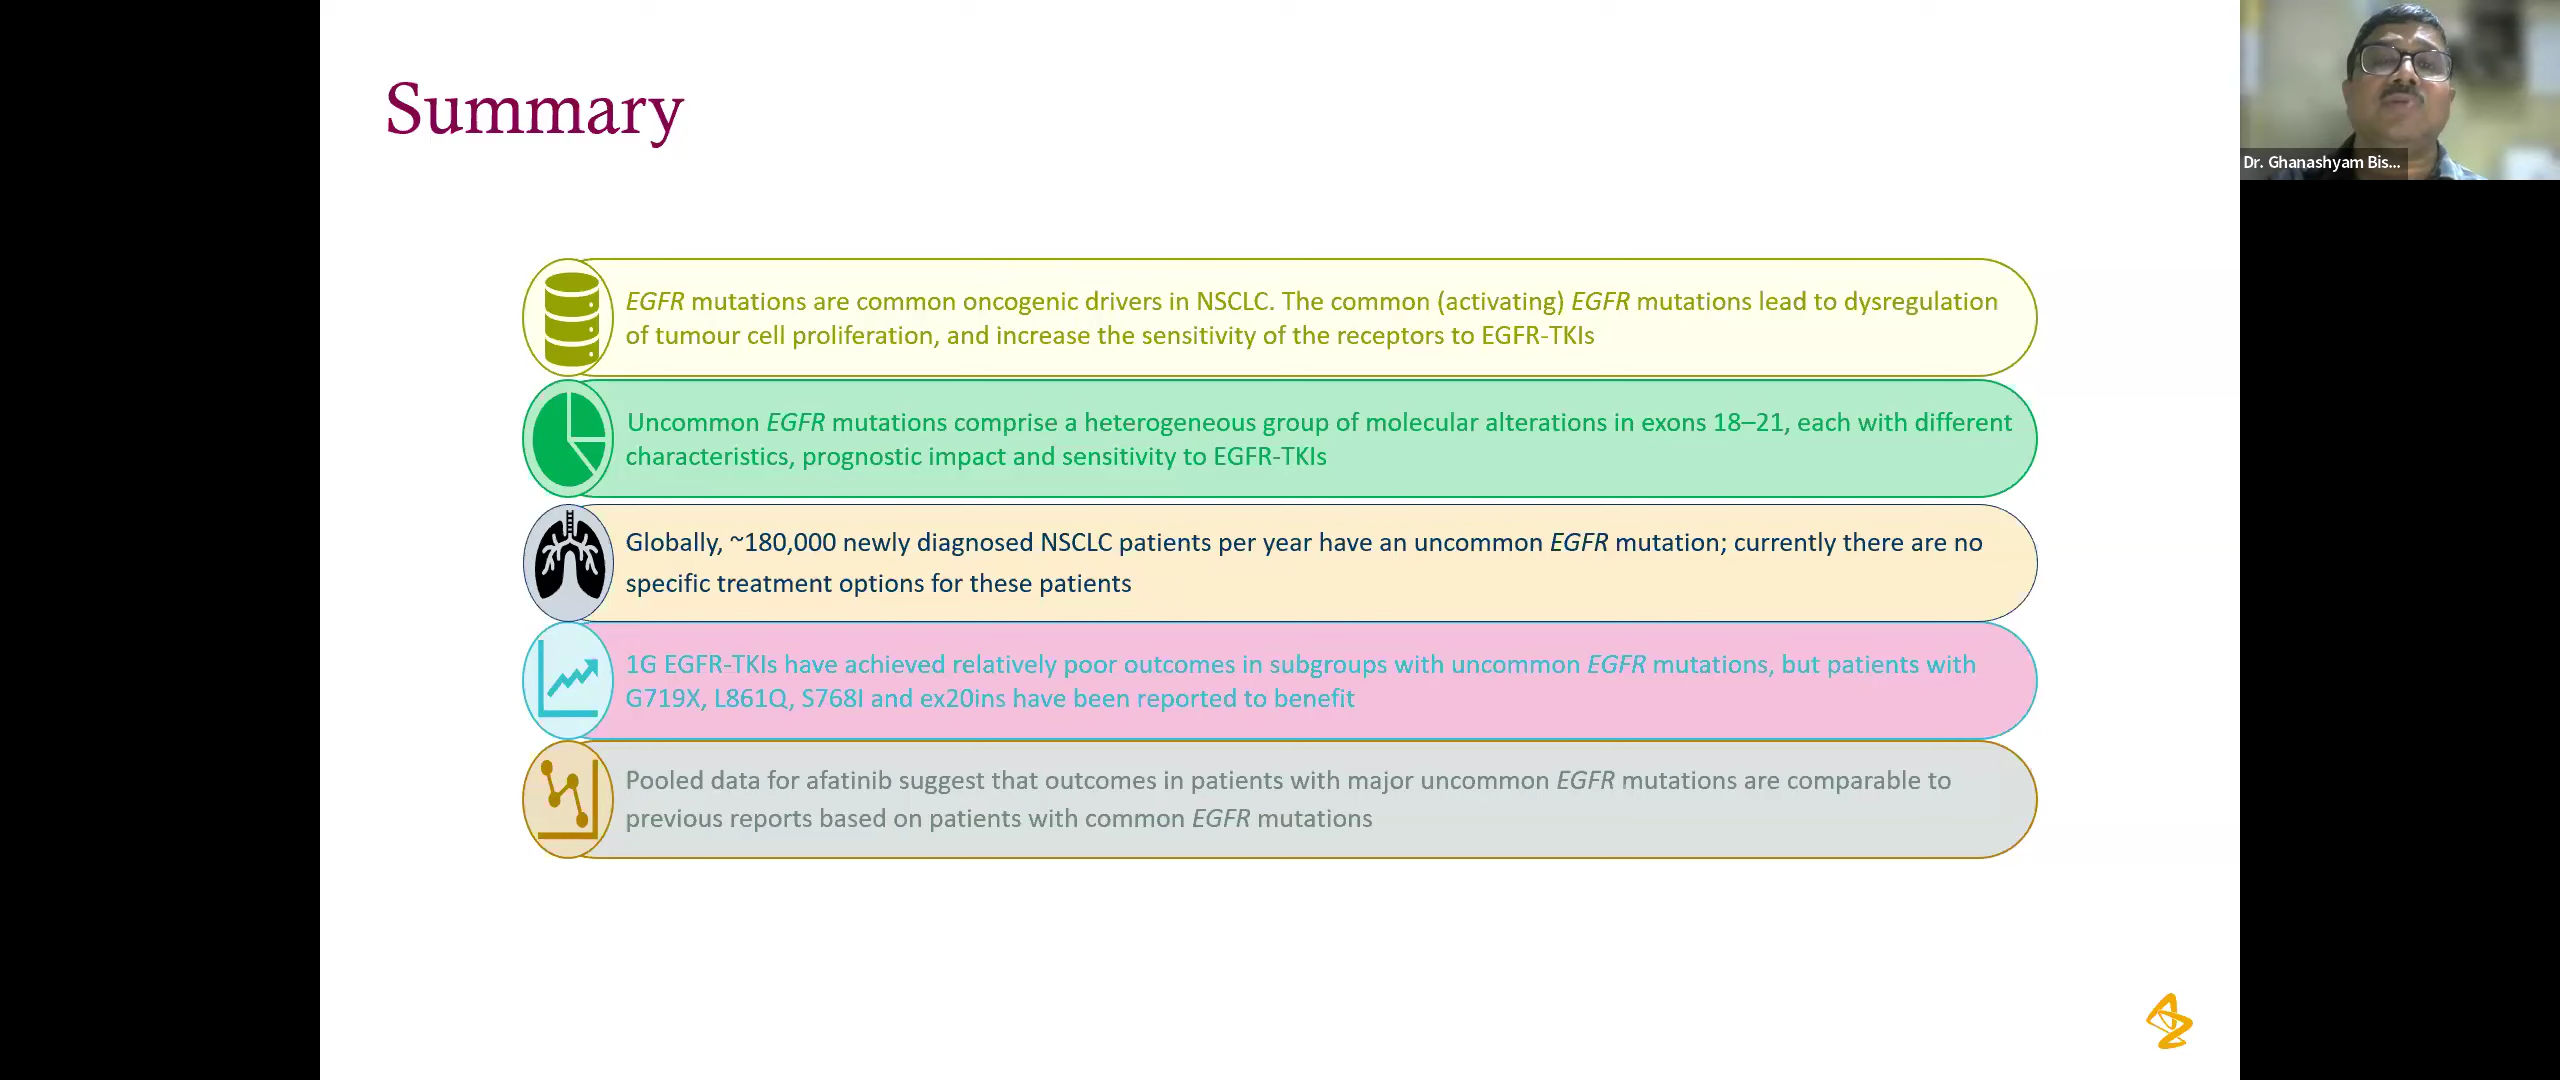 Summary
Dr. Ghanashyam Bis...
EGFR mutations are common oncogenic drivers in NSCLC. The common (activating) EGFR mutations lead to dysregulation
of tumour cell proliferation, and increase the sensitivity of the receptors to EGFR-TKIs
Uncommon EGFR mutations comprise a heterogeneous group of molecular alterations in exons 18–21, each with different
characteristics, prognostic impact and sensitivity to EGFR-TKIs
Globally, ~180,000 newly diagnosed NSCLC patients per year have an uncommon EGFR mutation; currently there are no
specific treatment options for these patients
1G EGFR-TKIs have achieved relatively poor outcomes in subgroups with uncommon EGFR mutations, but patients with
G719X, L861Q, S768I and ex20ins have been reported to benefit
Pooled data for afatinib suggest that outcomes in patients with major uncommon EGFR mutations are comparable to
previous reports based on patients with common EGFR mutations